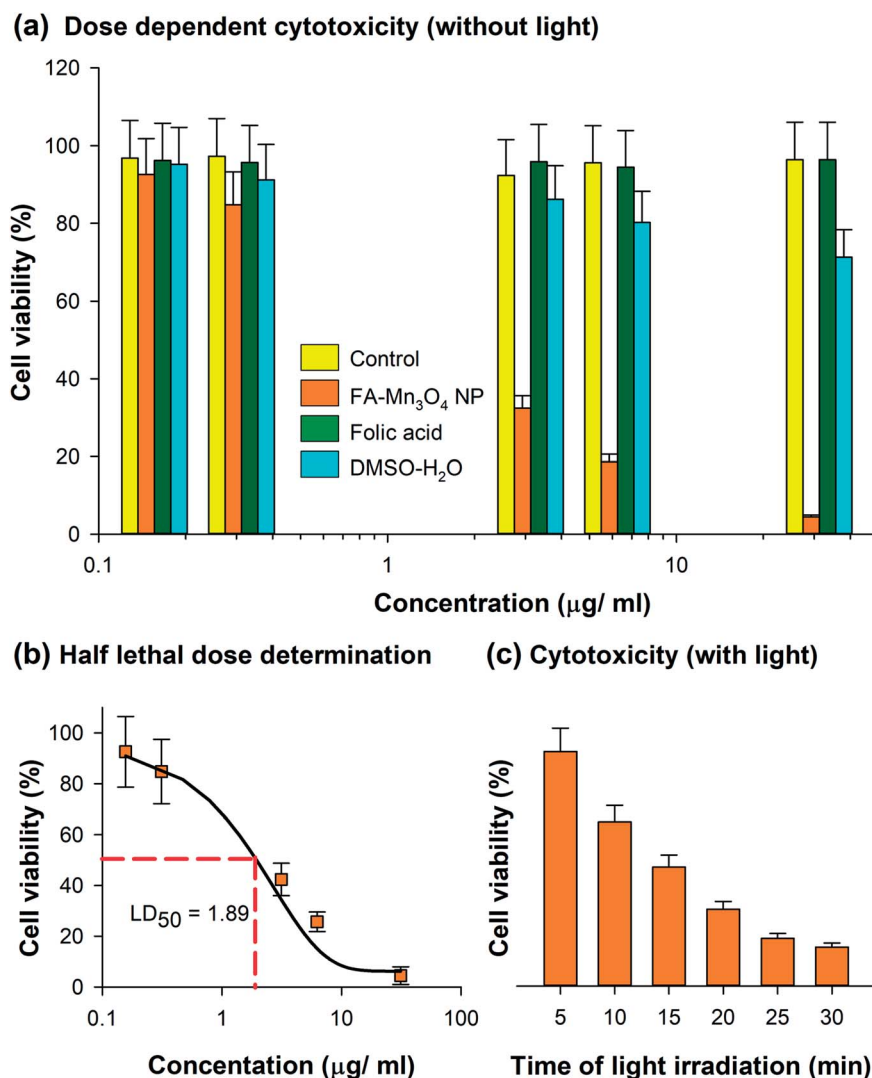 (a) Dose dependent cytotoxicity (without light)
120
100
80
60
40
20
0
Cell viability (%)
Control
FA-Mn₃O₄ NP
Folic acid
DMSO-H₂O
0.1 1 10
Concentration (μg/ ml)
(b) Half lethal dose determination
100
80
60
40
20
0
Cell viability (%)
LD₅₀ = 1.89
0.1 1 10 100
Concentation (μg/ ml)
(c) Cytotoxicity (with light)
Cell viability (%)
5 10 15 20 25 30
Time of light irradiation (min)